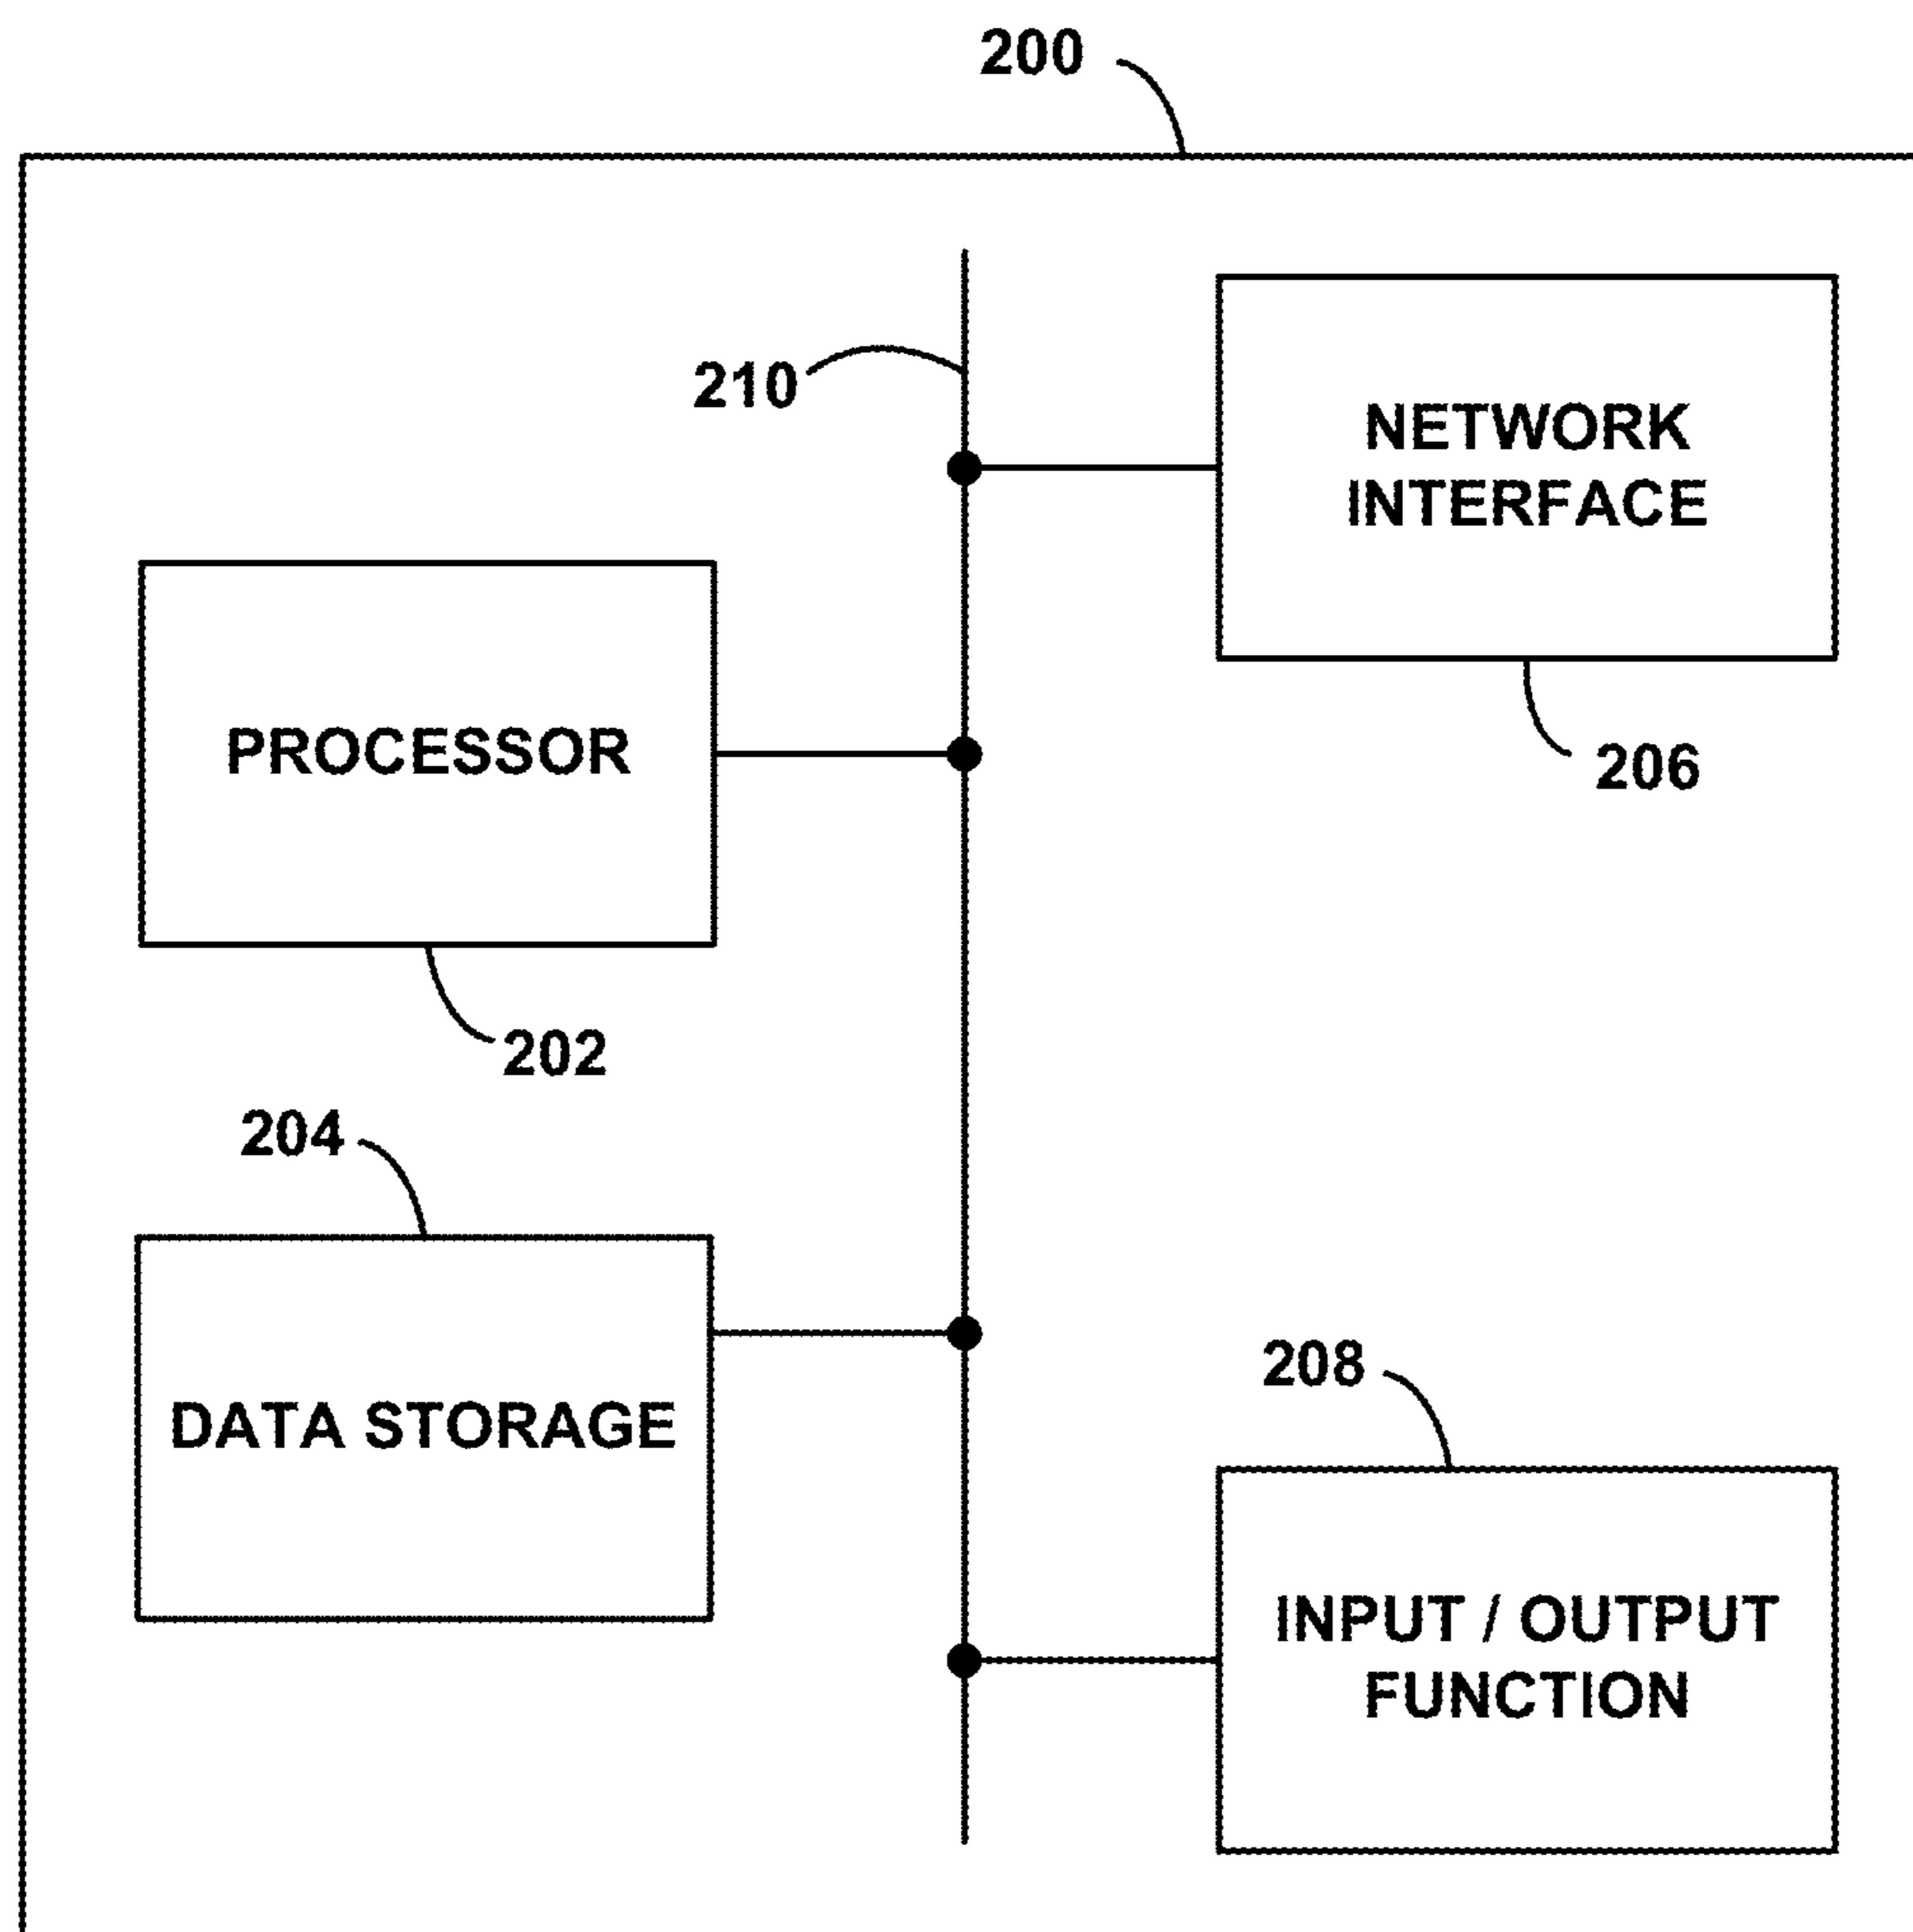 200
210
NETWORK
INTERFACE
PROCESSOR
206
202
204
208
DATA STORAGE
INPUT / OUTPUT
FUNCTION